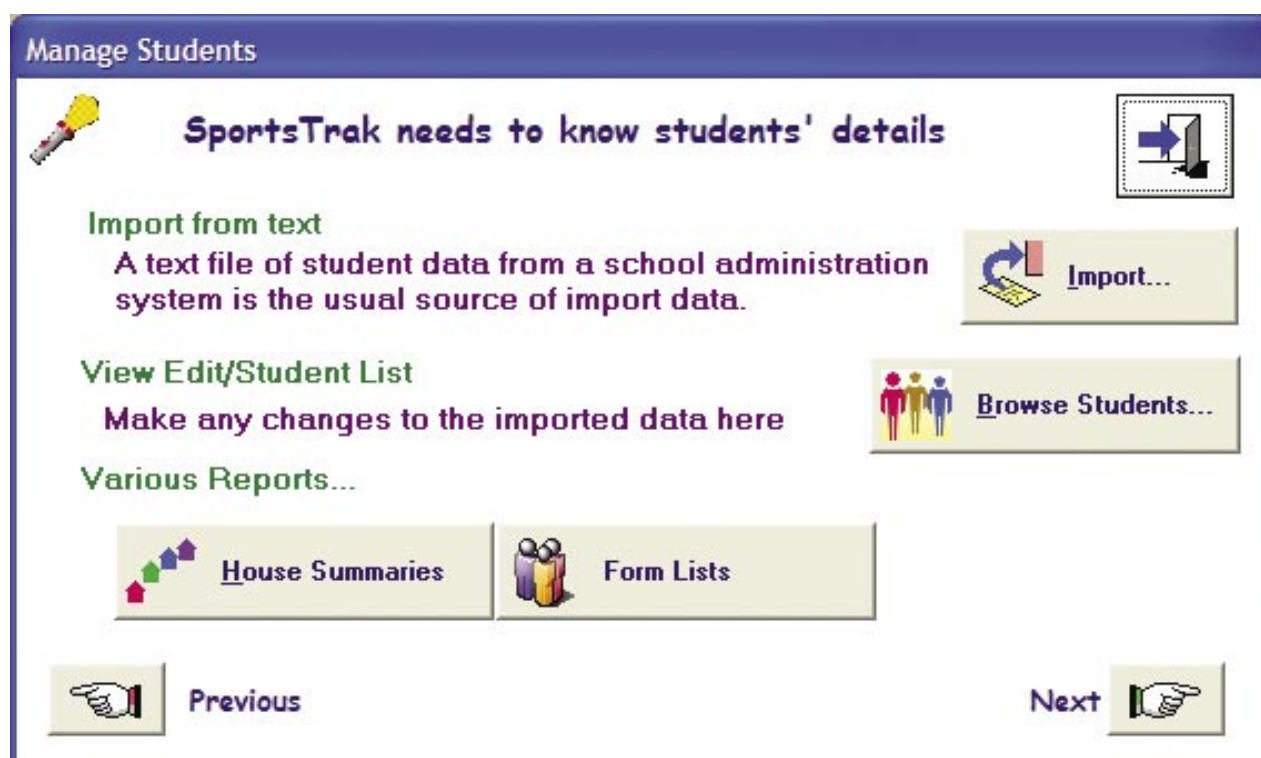 Manage Students
SportsTrak needs to know students' details
Import from text
A text file of student data from a school administration
system is the usual source of import data.
Import...
View Edit/Student List
Make any changes to the imported data here
Browse Students...
Various Reports...
House Summaries
Form Lists
Previous
Next